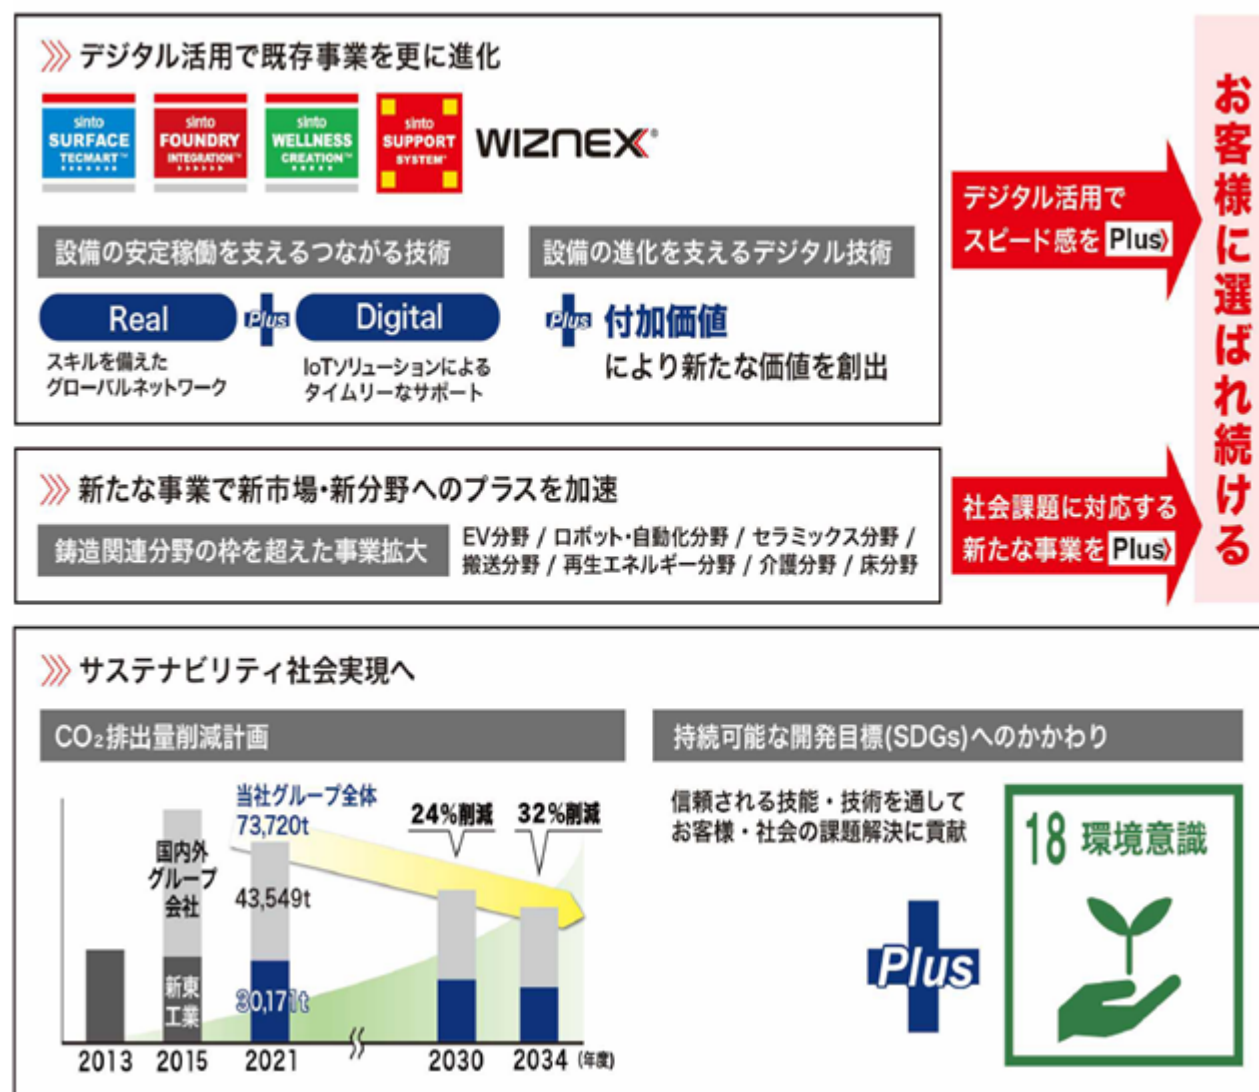 デジタル活用で既存事業を更に進化
sinto
SURFACE
TECMART™
sinto
FOUNDRY
INTEGRATION™
sinto
WELLNESS
CREATION™
sinto
SUPPORT
SYSTEM™
WIZNEX®
設備の安定稼働を支えるつながる技術
Real
Plus
Digital
スキルを備えた
グローバルネットワーク
IoTソリューションによる
タイムリーなサポート
設備の進化を支えるデジタル技術
Plus 付加価値
により新たな価値を創出
デジタル活用で
スピード感を Plus
新たな事業で新市場・新分野へのプラスを加速
鋳造関連分野の枠を超えた事業拡大
EV分野 / ロボット・自動化分野 / セラミックス分野 /
搬送分野 / 再生エネルギー分野 / 介護分野 / 床分野
社会課題に対応する
新たな事業を Plus
お客様に選ばれ続ける
サステナビリティ社会実現へ
CO₂排出量削減計画
当社グループ全体
73,720t
24%削減
32%削減
国内外
グループ
会社
43,549t
新東
工業
30,171t
2013 2015 2021 2030 2034 (年度)
持続可能な開発目標(SDGs)へのかかわり
信頼される技能・技術を通して
お客様・社会の課題解決に貢献
Plus
18 環境意識